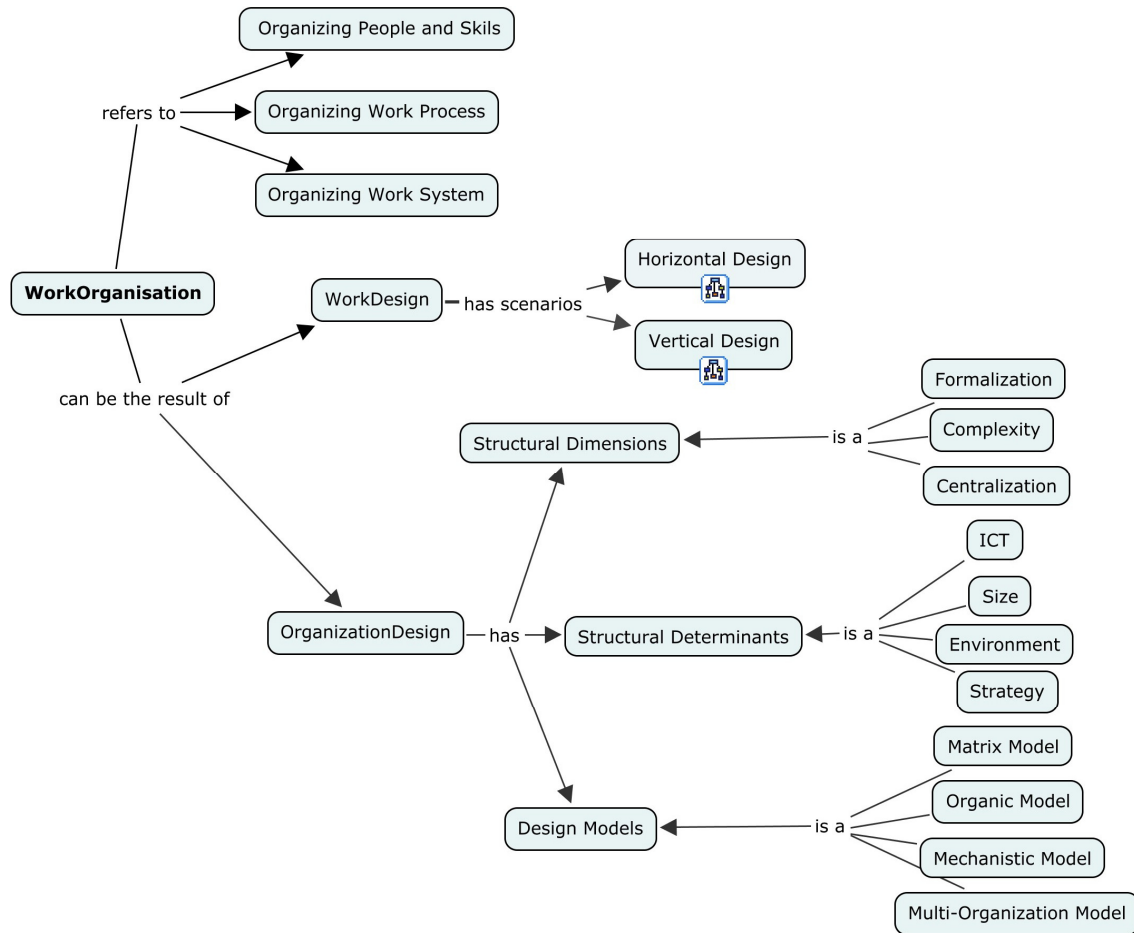 Organizing People and Skils
refers to
Organizing Work Process
Organizing Work System
WorkOrganisation
WorkDesign
has scenarios
Horizontal Design
Vertical Design
can be the result of
Structural Dimensions
is a
Formalization
Complexity
Centralization
OrganizationDesign
has
Structural Determinants
is a
ICT
Size
Environment
Strategy
Design Models
is a
Matrix Model
Organic Model
Mechanistic Model
Multi-Organization Model